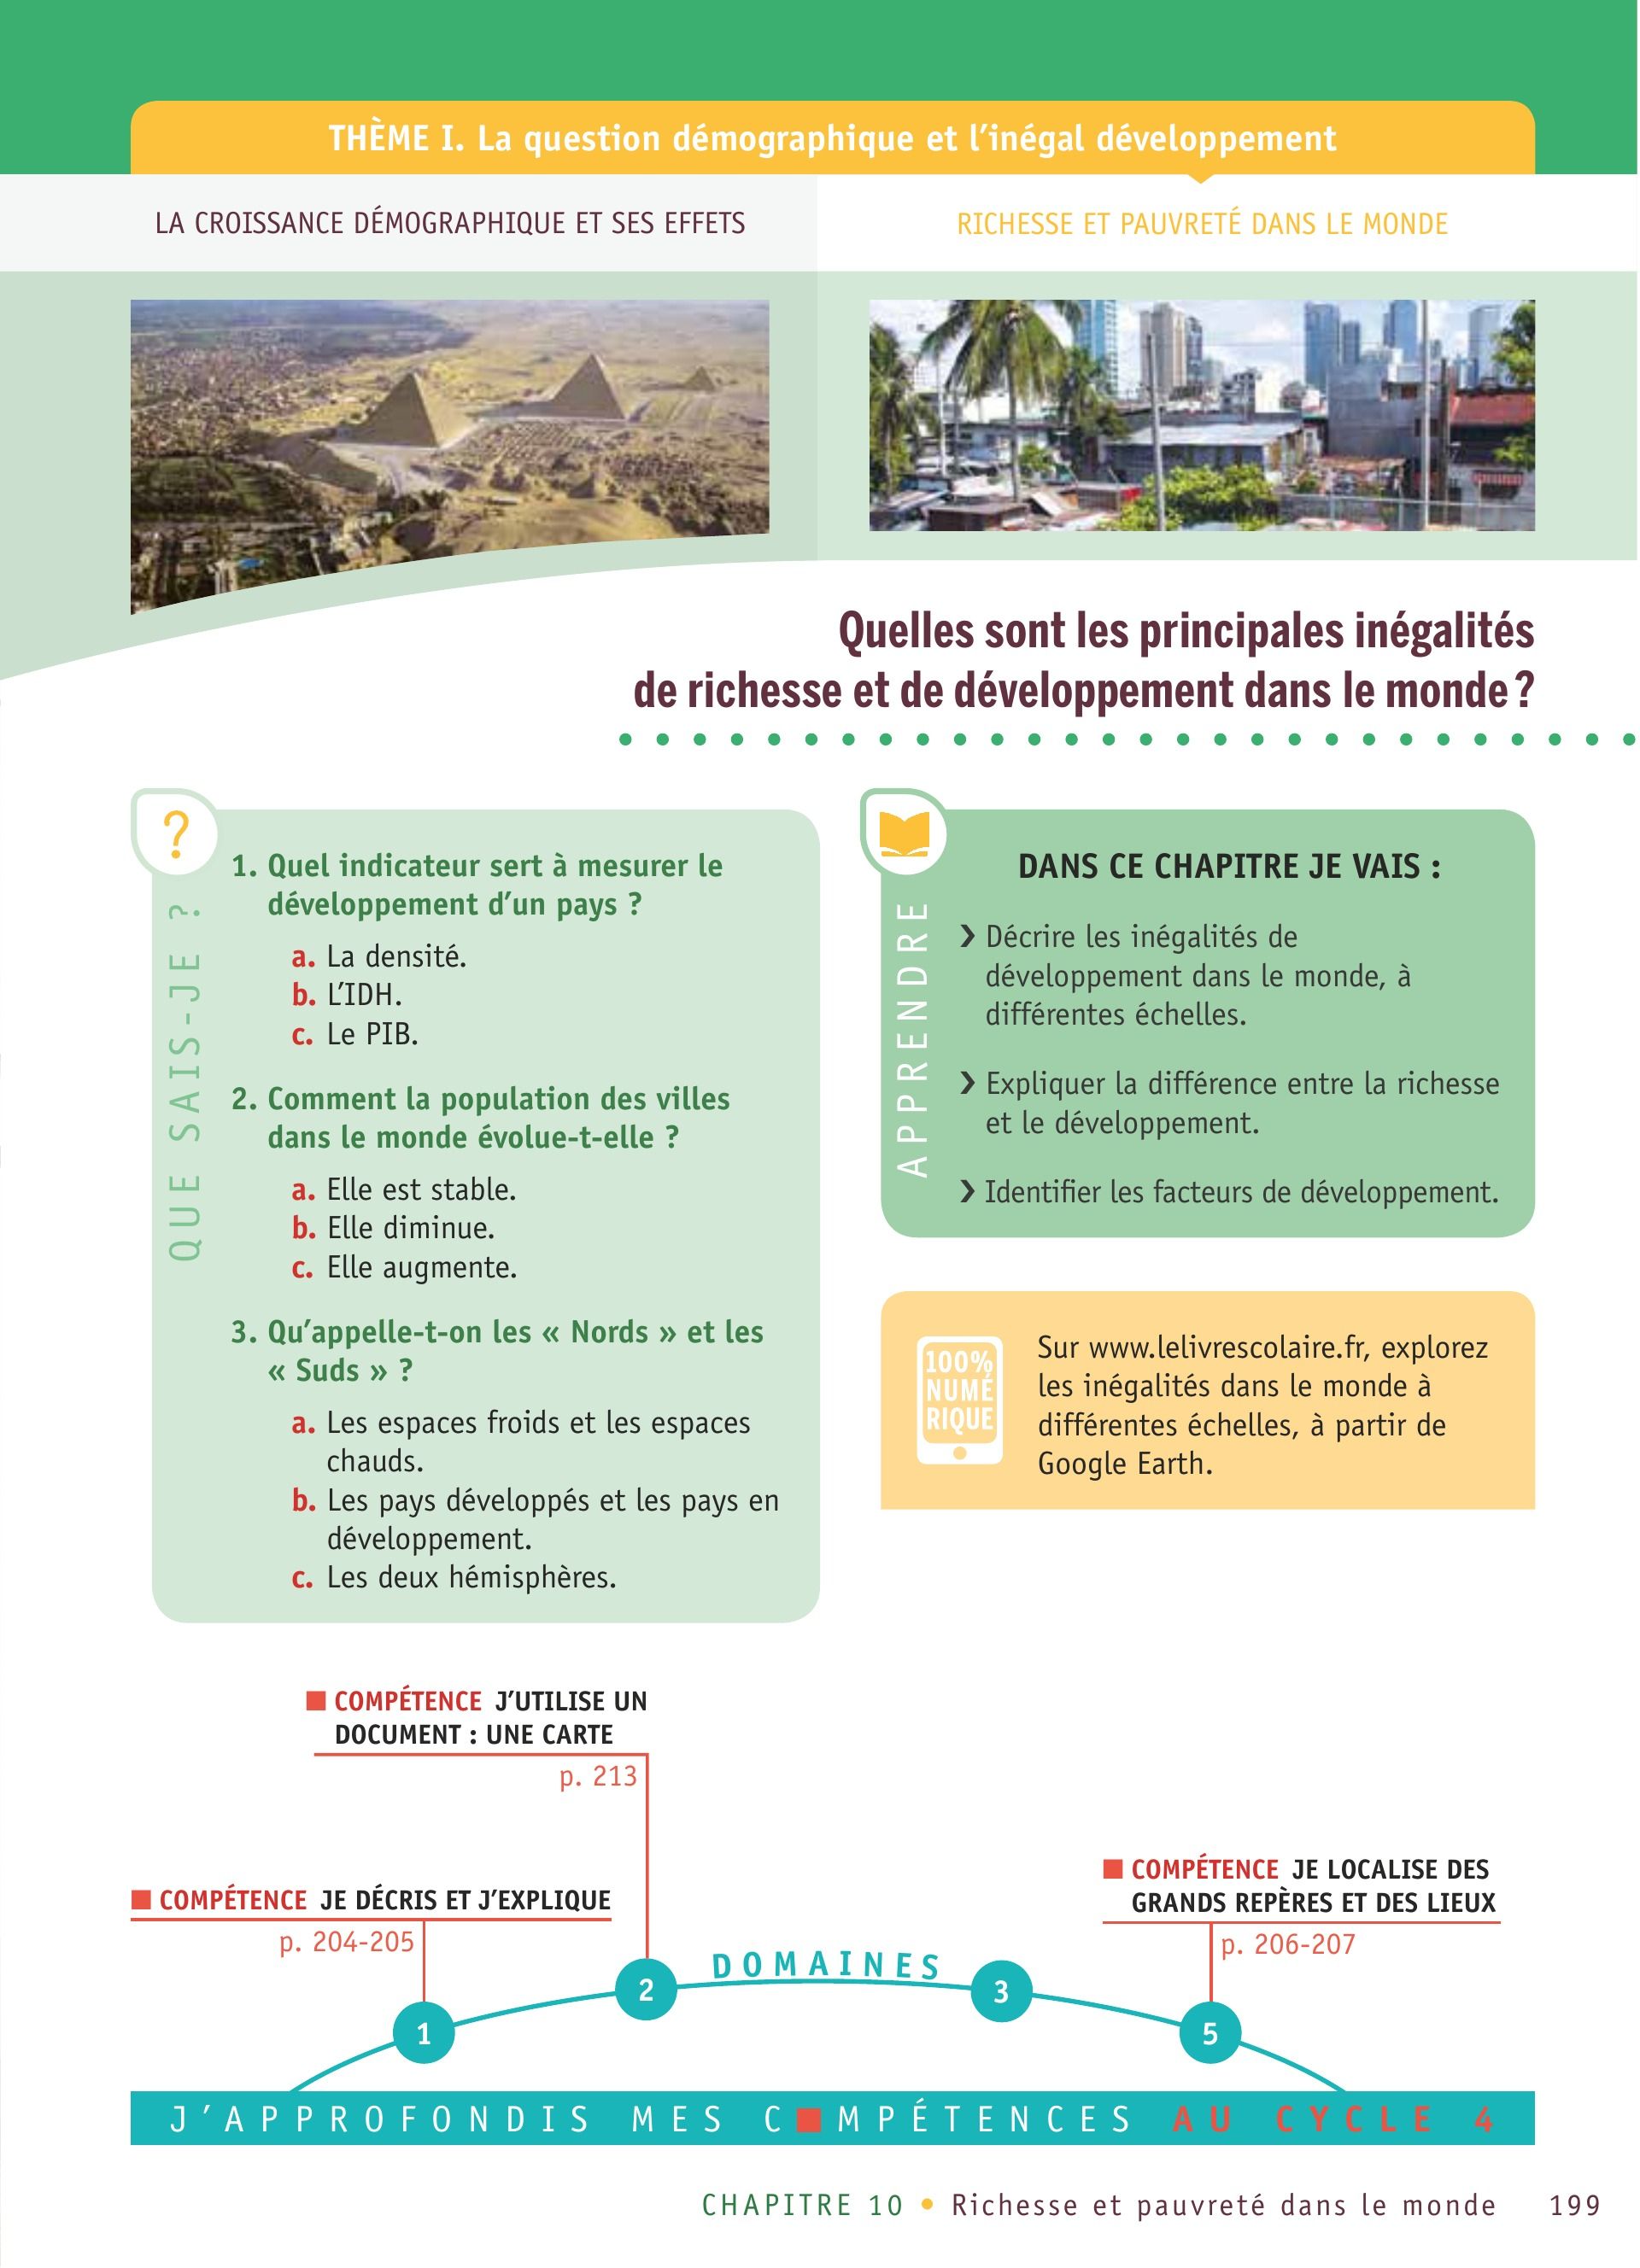 THÈME I. La question démographique et l’inégal développement
LA CROISSANCE DÉMOGRAPHIQUE ET SES EFFETS
RICHESSE ET PAUVRETÉ DANS LE MONDE
Quelles sont les principales inégalités
de richesse et de développement dans le monde ?
?
QUE SAIS-JE ?
1. Quel indicateur sert à mesurer le
développement d’un pays ?
a. La densité.
b. L’IDH.
c. Le PIB.
2. Comment la population des villes
dans le monde évolue-t-elle ?
a. Elle est stable.
b. Elle diminue.
c. Elle augmente.
3. Qu’appelle-t-on les « Nords » et les
« Suds » ?
a. Les espaces froids et les espaces
chauds.
b. Les pays développés et les pays en
développement.
c. Les deux hémisphères.
APPRENDRE
DANS CE CHAPITRE JE VAIS :
❯ Décrire les inégalités de
développement dans le monde, à
différentes échelles.
❯ Expliquer la différence entre la richesse
et le développement.
❯ Identifier les facteurs de développement.
100%
NUMÉ
RIQUE
Sur www.lelivrescolaire.fr, explorez
les inégalités dans le monde à
différentes échelles, à partir de
Google Earth.
■ COMPÉTENCE J’UTILISE UN
DOCUMENT : UNE CARTE
p. 213
■ COMPÉTENCE JE DÉCRIS ET J’EXPLIQUE
p. 204-205
■ COMPÉTENCE JE LOCALISE DES
GRANDS REPÈRES ET DES LIEUX
p. 206-207
DOMAINES
1
2
3
5
J’APPROFONDIS MES C■MPÉTENCES AU CYCLE 4
CHAPITRE 10 • Richesse et pauvreté dans le monde 199